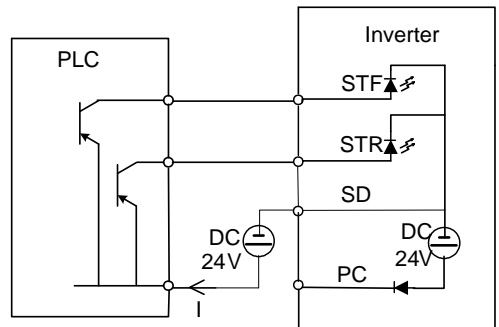 PLC
Inverter
STF
STR
SD
DC
24V
DC
24V
PC
I